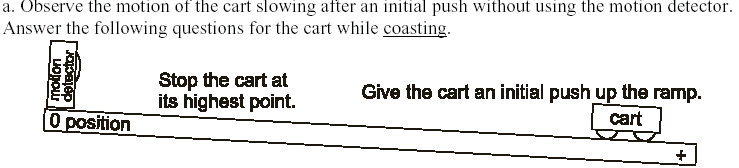 a. Observe the motion of the cart slowing after an initial push without using the motion detector.
Answer the following questions for the cart while coasting.
motion
detector
Stop the cart at
its highest point.
Give the cart an initial push up the ramp.
0 position
cart
+